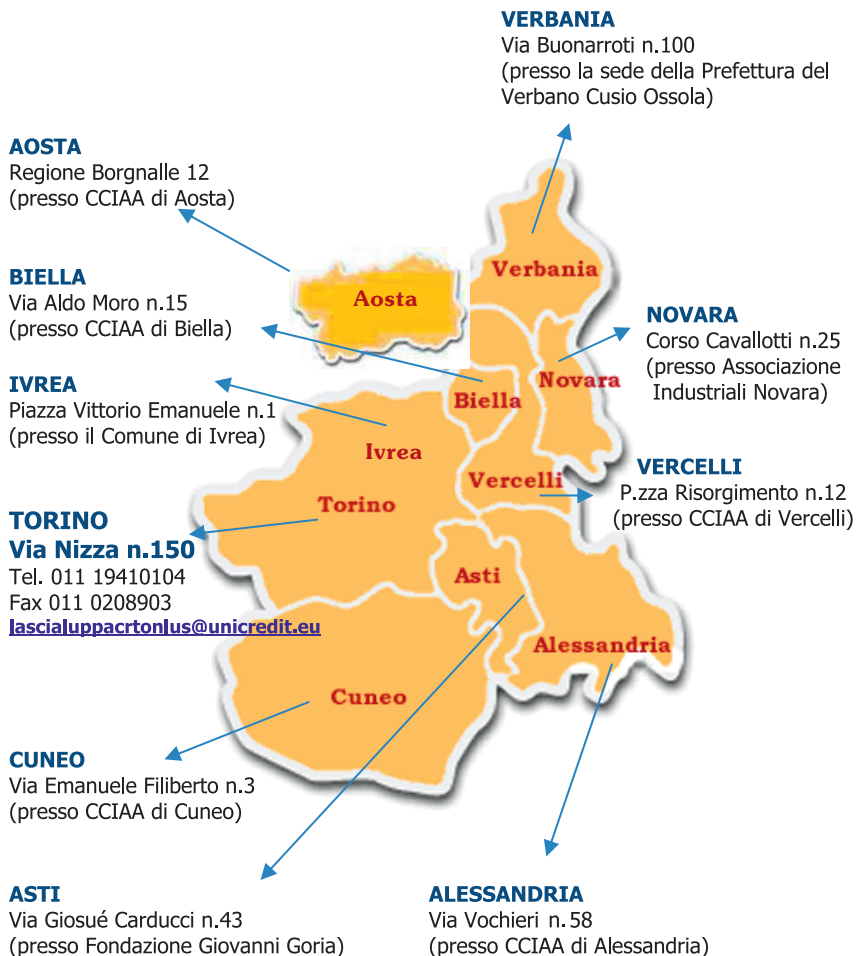 VERBANIA
Via Buonarroti n.100
(presso la sede della Prefettura del
Verbano Cusio Ossola)
AOSTA
Regione Borgnalle 12
(presso CCIAA di Aosta)
BIELLA
Via Aldo Moro n.15
(presso CCIAA di Biella)
IVREA
Piazza Vittorio Emanuele n.1
(presso il Comune di Ivrea)
TORINO
Via Nizza n.150
Tel. 011 19410104
Fax 011 0208903
lascialuppacrtonlus@unicredit.eu
Verbania
Aosta
Novara
Biella
Ivrea
Vercelli
Torino
Asti
Alessandria
Cuneo
NOVARA
Corso Cavallotti n.25
(presso Associazione
Industriali Novara)
VERCELLI
P.zza Risorgimento n.12
(presso CCIAA di Vercelli)
CUNEO
Via Emanuele Filiberto n.3
(presso CCIAA di Cuneo)
ASTI
Via Giosué Carducci n.43
(presso Fondazione Giovanni Goria)
ALESSANDRIA
Via Vochieri n. 58
(presso CCIAA di Alessandria)